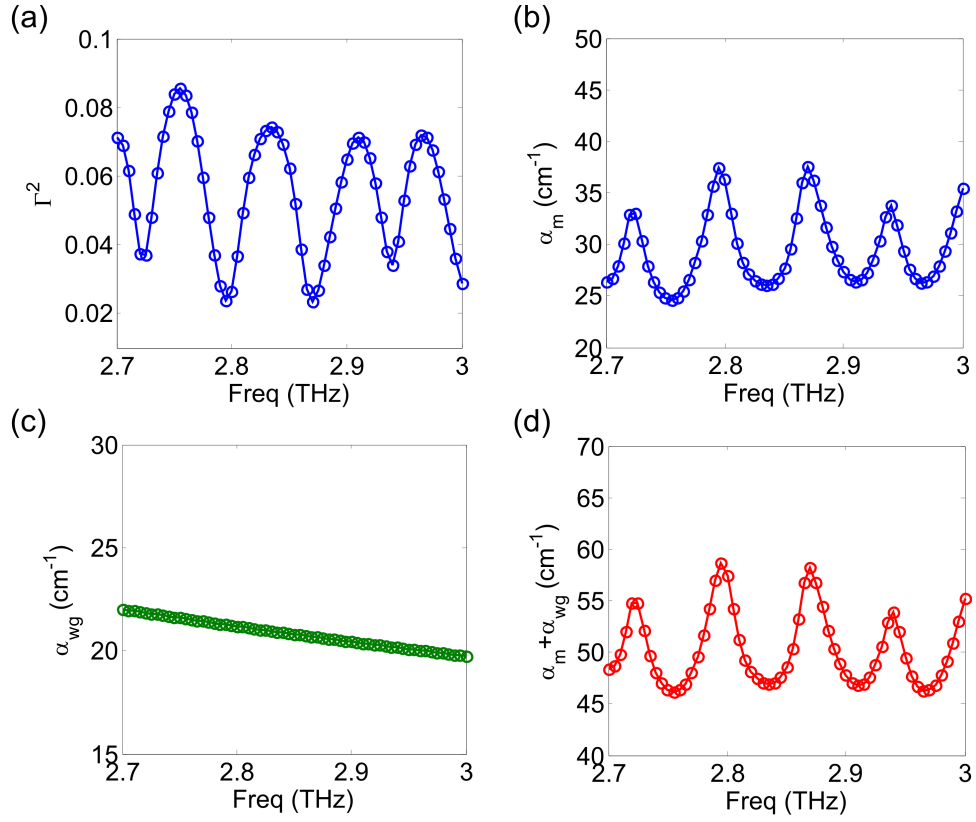 (a)
0.1
0.08
0.06
0.04
0.02
Γ²
2.7 2.8 2.9 3
Freq (THz)
(b)
50
45
40
35
30
25
20
α_m (cm⁻¹)
2.7 2.8 2.9 3
Freq (THz)
(c)
30
25
20
15
α_wg (cm⁻¹)
2.7 2.8 2.9 3
Freq (THz)
(d)
70
65
60
55
50
45
40
α_m+α_wg (cm⁻¹)
2.7 2.8 2.9 3
Freq (THz)